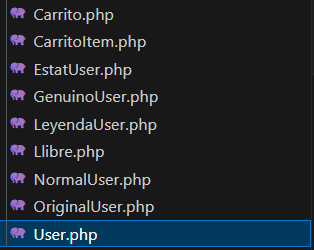 Carrito.php
CarritoItem.php
EstatUser.php
GenuinoUser.php
LeyendaUser.php
Llibre.php
NormalUser.php
OriginalUser.php
User.php